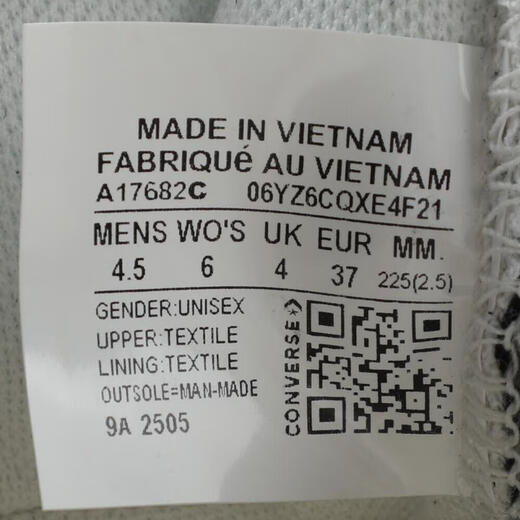 MADE IN VIETNAM
FABRIQUé AU VIETNAM
A17682C 06YZ6CQXE4F21
MENS WO'S UK EUR MM.
4.5 6 4 37 225(2.5)
GENDER:UNISEX
UPPER:TEXTILE
LINING:TEXTILE
OUTSOLE=MAN-MADE
9A 2505
CONVERSE